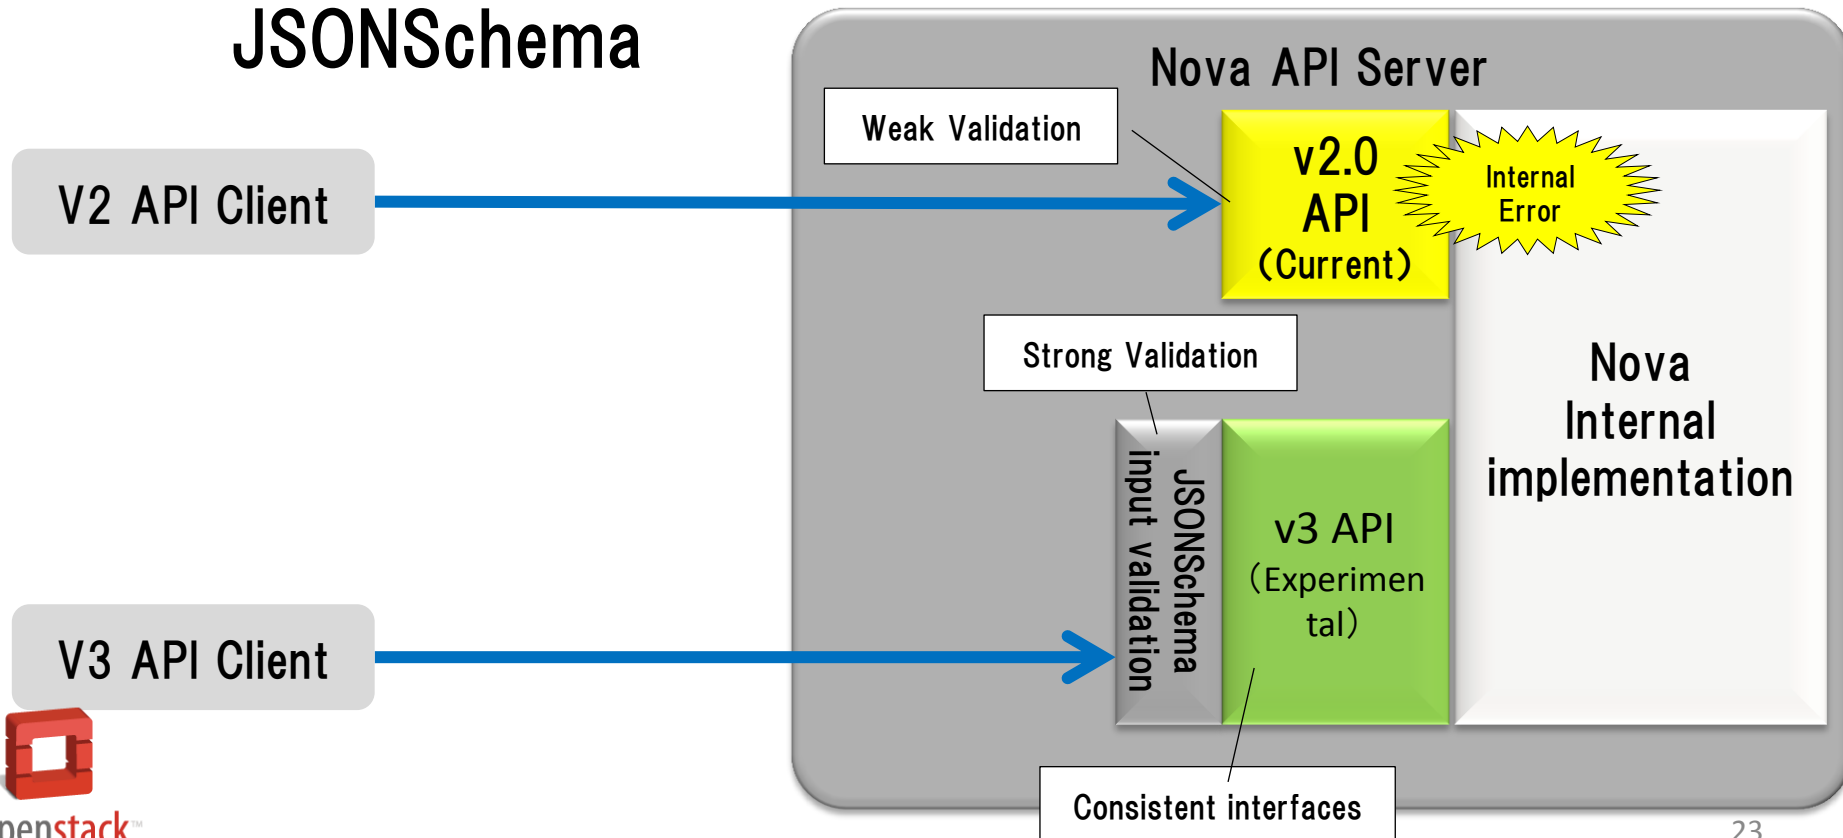 JSONSchema
Nova API Server
Weak Validation
v2.0
API
(Current)
Internal
Error
V2 API Client
Strong Validation
Nova
Internal
implementation
JSONSchema
input validation
v3 API
(Experimen
tal)
V3 API Client
Consistent interfaces
penstack™
23